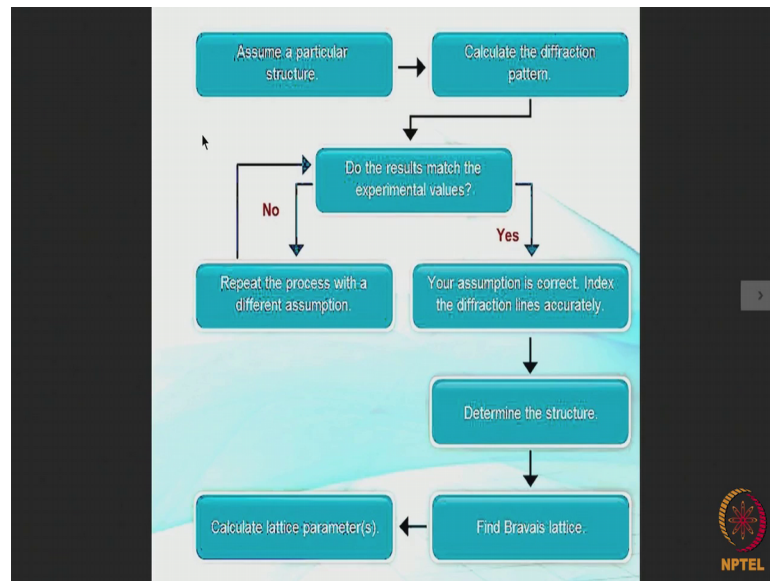 Assume a particular
structure.
Calculate the diffraction
pattern.
Do the results match the
experimental values?.
No
Yes
Repeat the process with a
different assumption.
Your assumption is correct. Index
the diffraction lines accurately.
Determine the structure.
Calculate lattice parameter(s).
Find Bravais lattice.
NPTEL